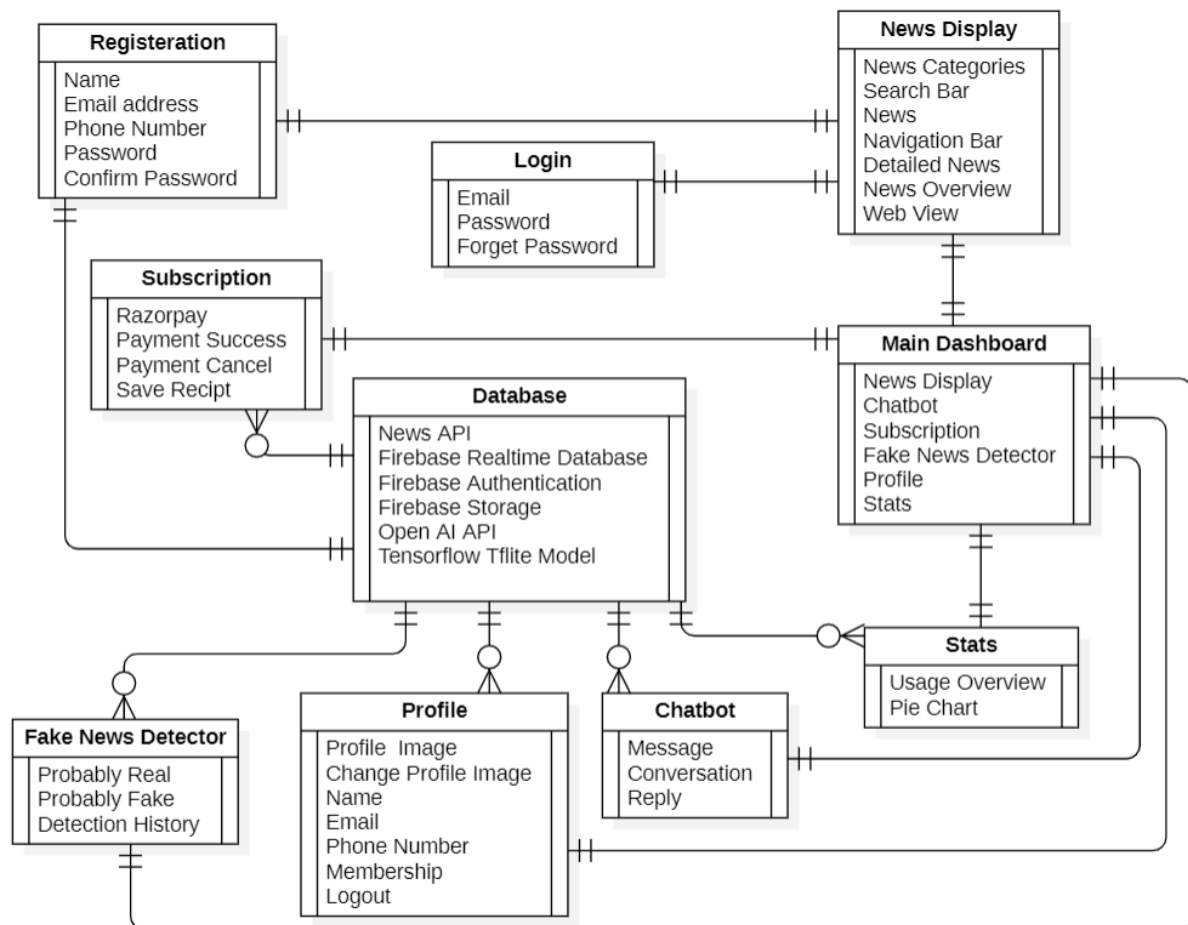 Registeration
Name
Email address
Phone Number
Password
Confirm Password
News Display
News Categories
Search Bar
News
Navigation Bar
Detailed News
News Overview
Web View
Login
Email
Password
Forget Password
Subscription
Razorpay
Payment Success
Payment Cancel
Save Recipt
Main Dashboard
News Display
Chatbot
Subscription
Fake News Detector
Profile
Stats
Database
News API
Firebase Realtime Database
Firebase Authentication
Firebase Storage
Open AI API
Tensorflow Tflite Model
Stats
Usage Overview
Pie Chart
Fake News Detector
Probably Real
Probably Fake
Detection History
Profile
Profile Image
Change Profile Image
Name
Email
Phone Number
Membership
Logout
Chatbot
Message
Conversation
Reply